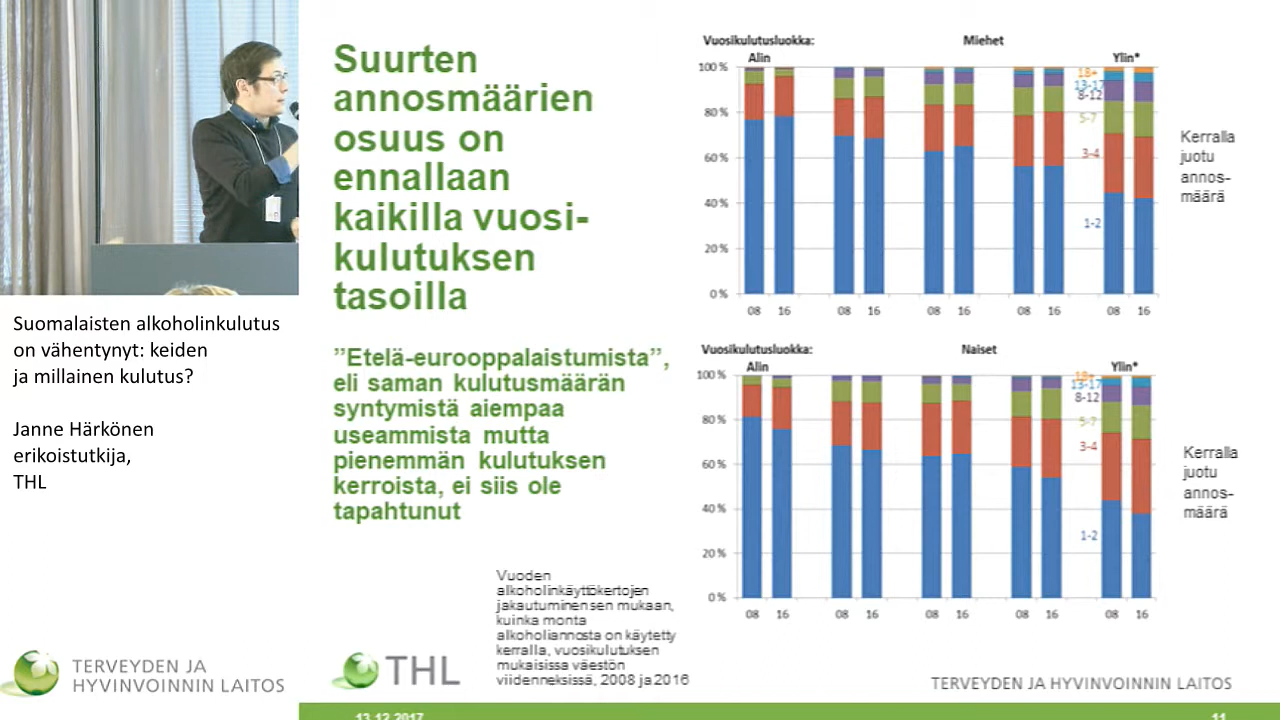 Suomalaisten alkoholinkulutus
on vähentynyt: keiden
ja millainen kulutus?
Janne Härkönen
erikoistutkija,
THL
TERVEYDEN JA
HYVINVOINNIN LAITOS
Suurten
annosmäärien
osuus on
ennallaan
kaikilla vuosi-
kulutuksen
tasoilla
”Etelä-eurooppalaistumista”,
eli saman kulutusmäärän
syntymistä aiempaa
useammista mutta
pienemmän kulutuksen
kerroista, ei siis ole
tapahtunut
Vuoden
alkoholinkäyttökertojen
jakautuminen sen mukaan,
kuinka monta
alkoholiannosta on käytetty
kerralla, vuosikulutuksen
mukaisissa väestön
viidenneksissä, 2008 ja 2016
THL
Vuosikulutusluokka: Miehet
Alin Ylin*
100 %
80 %
60 %
40 %
20 %
0 %
18+
13-17
8-12
5-7
3-4
1-2
08 16 08 16 08 16 08 16 08 16
Kerralla
juotu
annos-
määrä
Vuosikulutusluokka: Naiset
Alin Ylin*
100 %
80 %
60 %
40 %
20 %
0 %
18+
13-17
8-12
5-7
3-4
1-2
08 16 08 16 08 16 08 16 08 16
Kerralla
juotu
annos-
määrä
TERVEYDEN JA HYVINVOINNIN LAITOS
13.12.2017 11